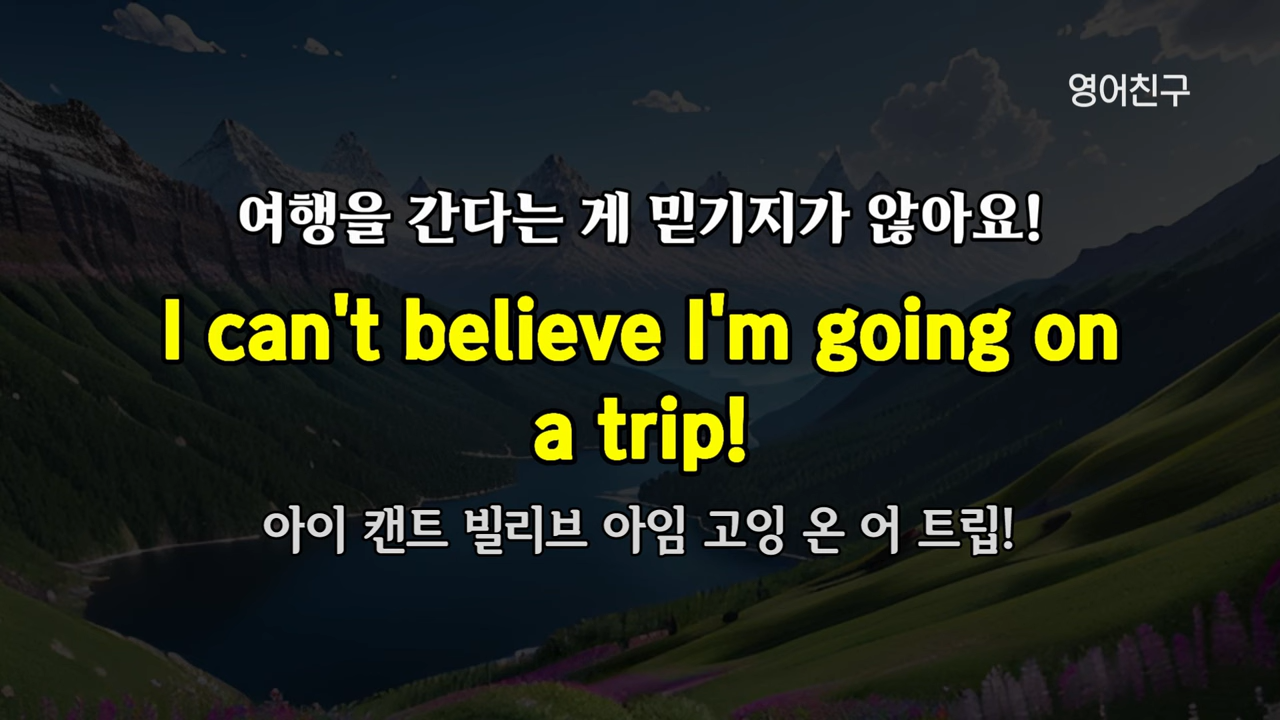 영어친구
여행을 간다는 게 믿기지가 않아요!
I can't believe I'm going on
a trip!
아이 캔트 빌리브 아임 고잉 온 어 트립!